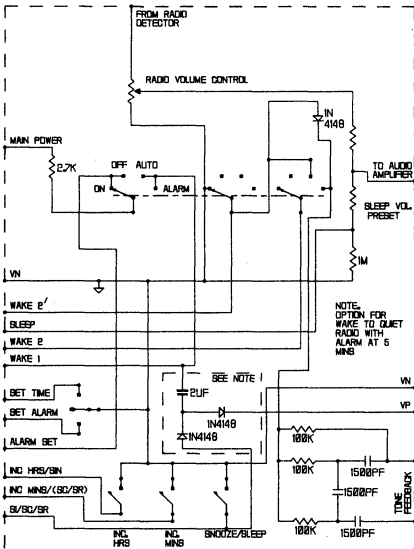 FROM RADIO
DETECTOR
RADIO VOLUME CONTROL
1N
4148
MAIN POWER
2.7K
OFF AUTO
ON
ALARM
TO AUDIO
AMPLIFIER
SLEEP VOL.
PRESET
1M
VN
WAKE 2'
SLEEP
WAKE 2
WAKE 1
NOTE.
OPTION FOR
WAKE TO QUIET
RADIO WITH
ALARM AT 5
MINS
SEE NOTE
2UF
1N4148
1N4148
VN
VP
SET TIME
SET ALARM
ALARM SET
INC HRS/SIN
INC MINS/(SC/SR)
SI/SC/SR
INC.
HRS
INC.
MINS
SNOOZE/SLEEP
100K
100K
1500PF
1500PF
100K
1500PF
TONE
FEEDBACK